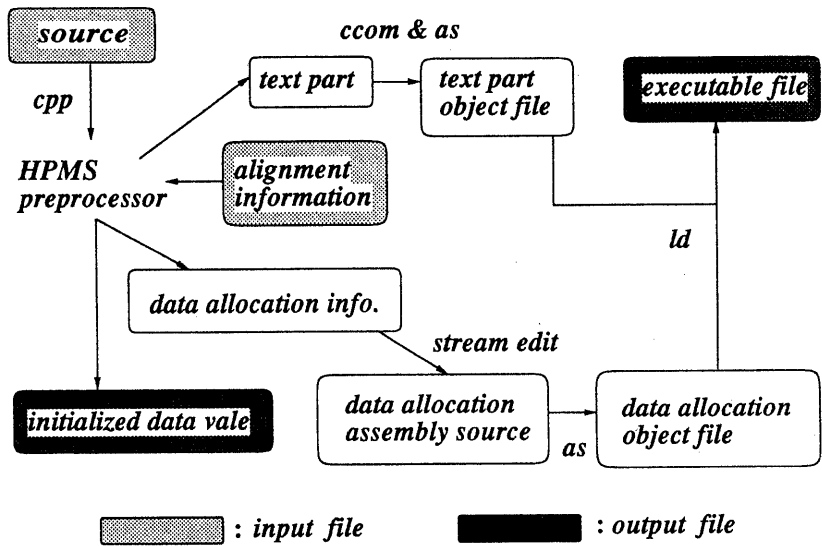 source
ccom & as
cpp
text part
text part
object file
executable file
HPMS
preprocessor
alignment
information
ld
data allocation info.
stream edit
initialized data vale
data allocation
assembly source
as
data allocation
object file
: input file
: output file